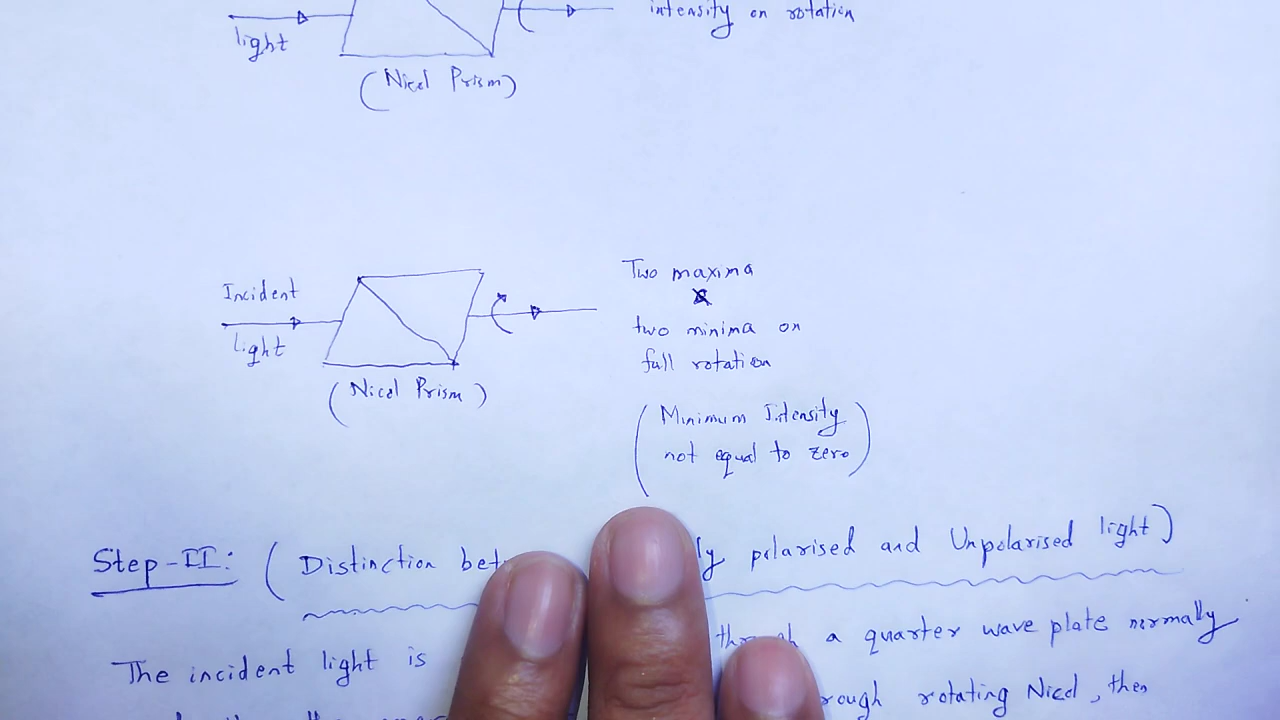 intensity on rotation
light
(Nicol Prism)
Incident
light
(Nicol Prism)
Two maxima
&
two minima on
full rotation
(Minimum Intensity
not equal to zero)
Step-II: (Distinction ly polarised and Unpolarised light)
The incident light is through a quarter wave plate normally
rotating Nicol, then